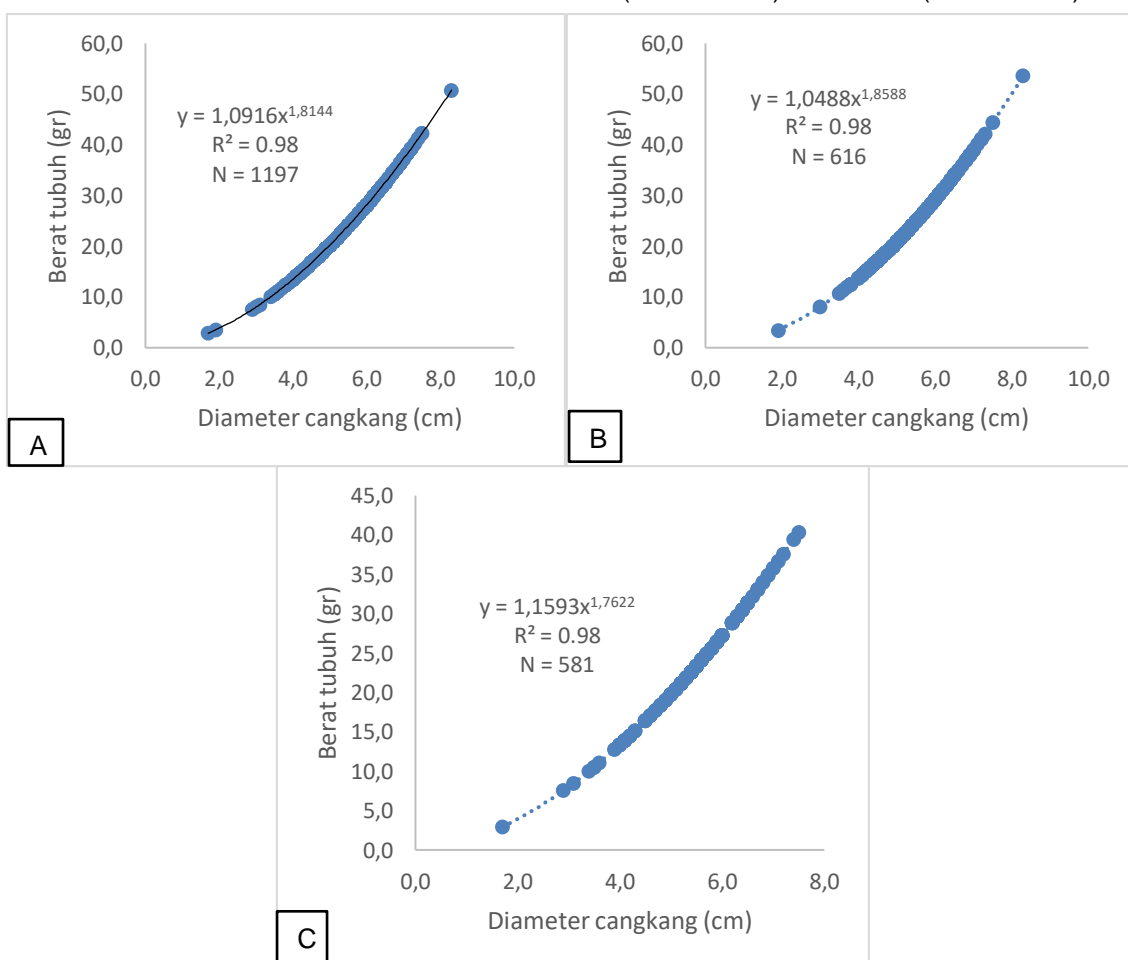 60,0
50,0
40,0
30,0
20,0
10,0
0,0
0,0 2,0 4,0 6,0 8,0 10,0
Berat tubuh (gr)
Diameter cangkang (cm)
y = 1,0916x^1,8144
R² = 0.98
N = 1197
A
60,0
50,0
40,0
30,0
20,0
10,0
0,0
0,0 2,0 4,0 6,0 8,0 10,0
Berat tubuh (gr)
Diameter cangkang (cm)
y = 1,0488x^1,8588
R² = 0.98
N = 616
B
45,0
40,0
35,0
30,0
25,0
20,0
15,0
10,0
5,0
0,0
0,0 2,0 4,0 6,0 8,0
Berat tubuh (gr)
Diameter cangkang (cm)
y = 1,1593x^1,7622
R² = 0.98
N = 581
C